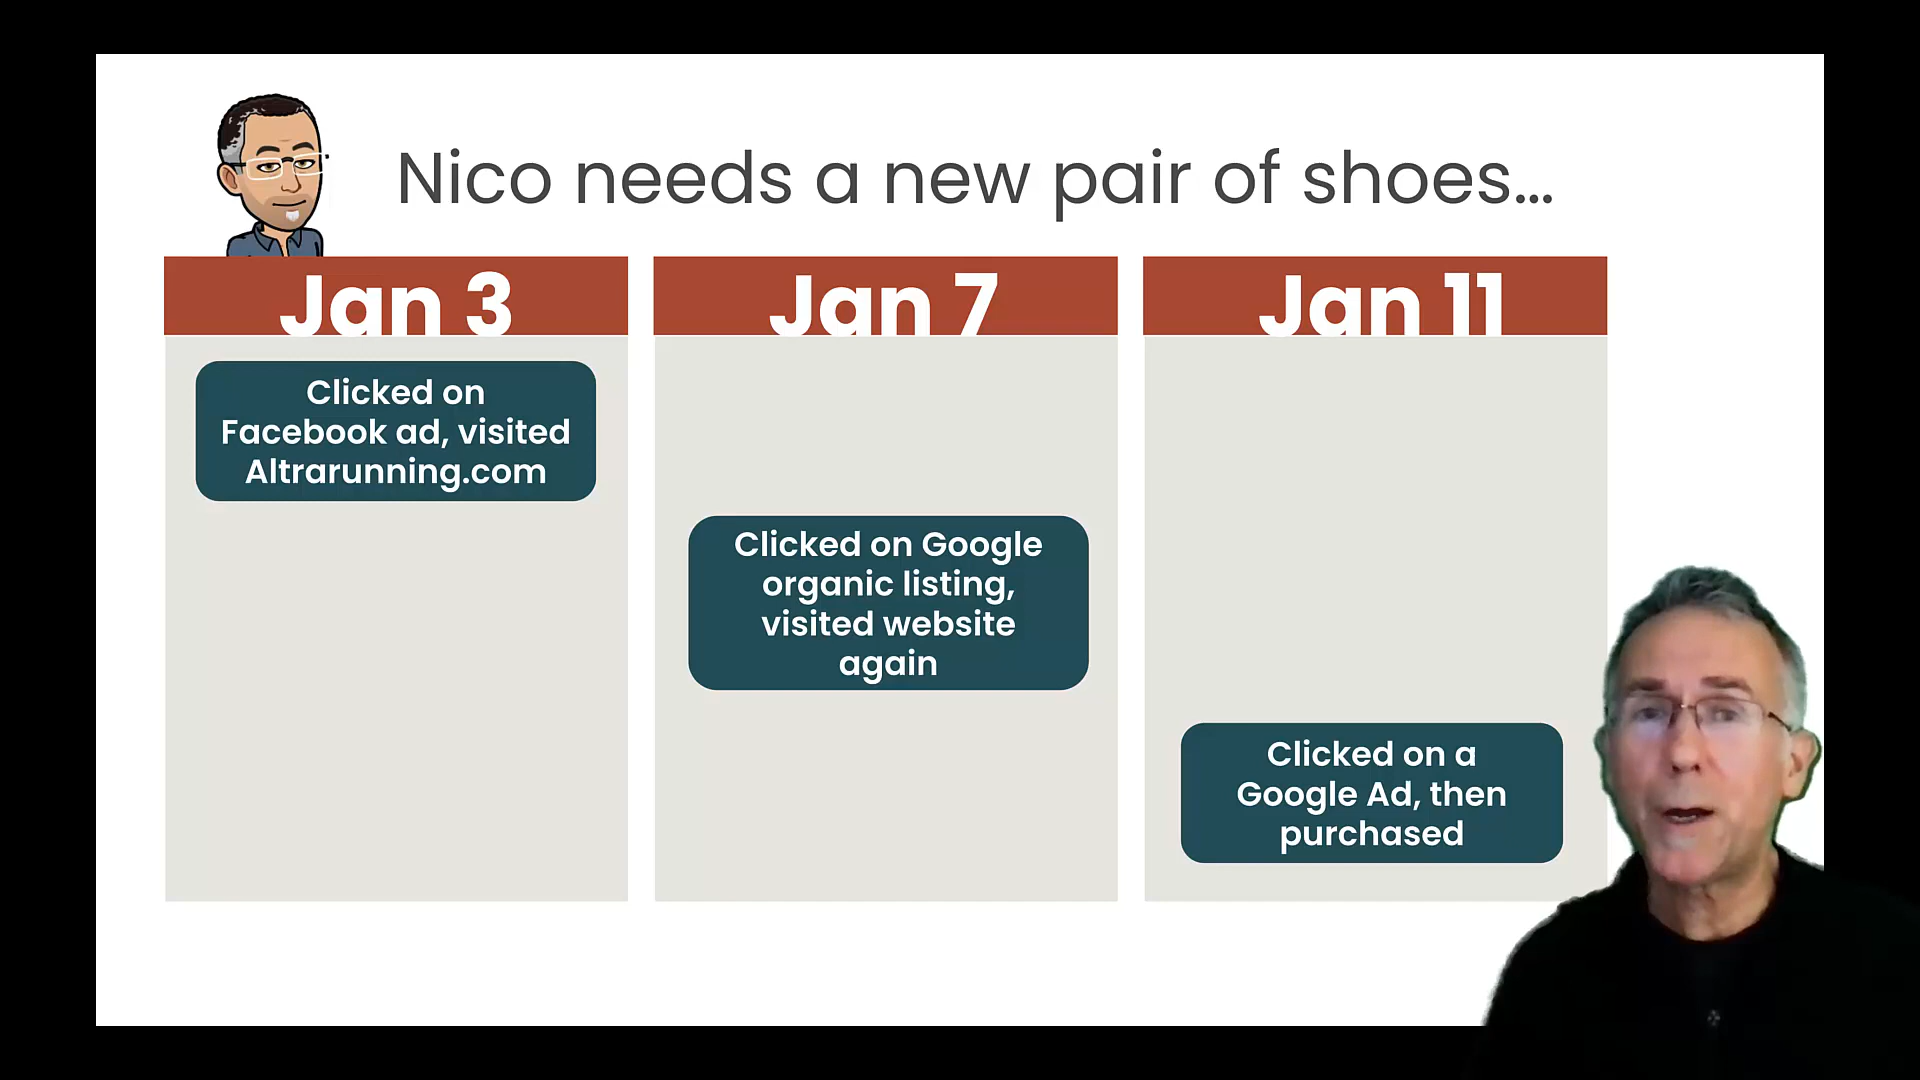 Nico needs a new pair of shoes...
Jan 3
Jan 7
Jan 11
Clicked on
Facebook ad, visited
Altrarunning.com
Clicked on Google
organic listing,
visited website
again
Clicked on a
Google Ad, then
purchased